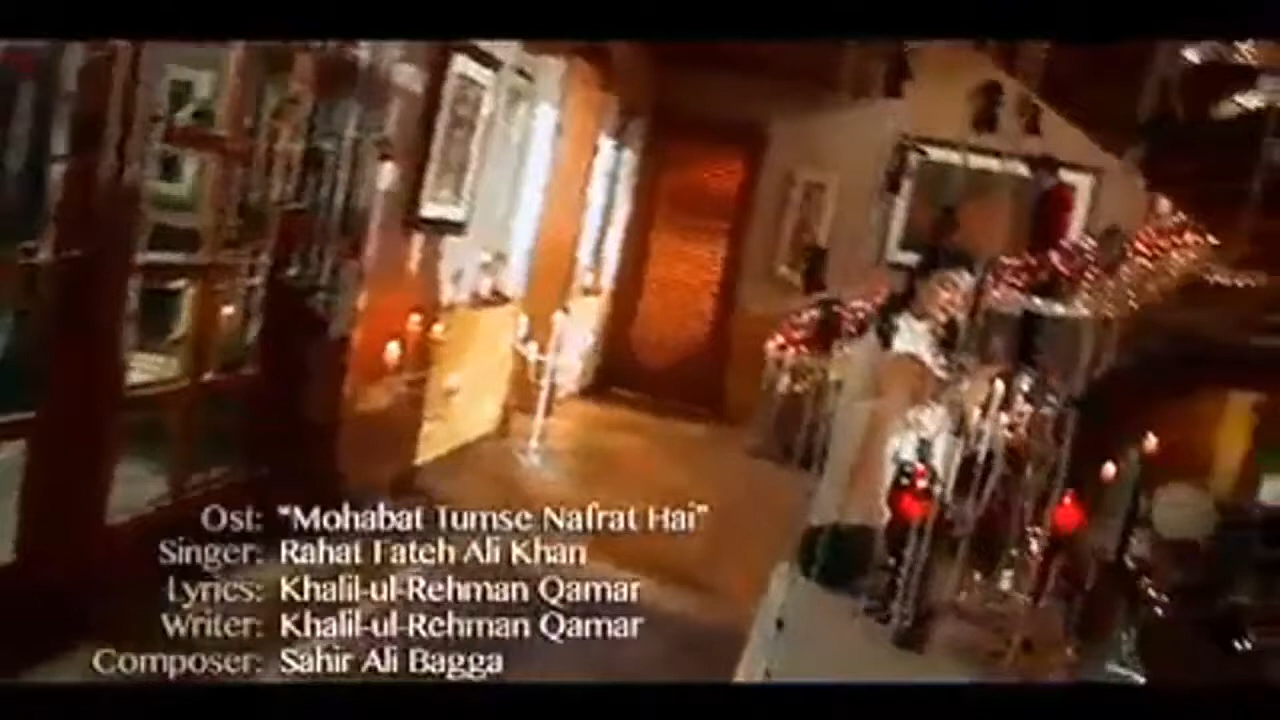 Ost: "Mohabat Tumse Nafrat Hai"
Singer: Rahat Fateh Ali Khan
Lyrics: Khalil-ul-Rehman Qamar
Writer: Khalil-ul-Rehman Qamar
Composer: Sahir Ali Bagga